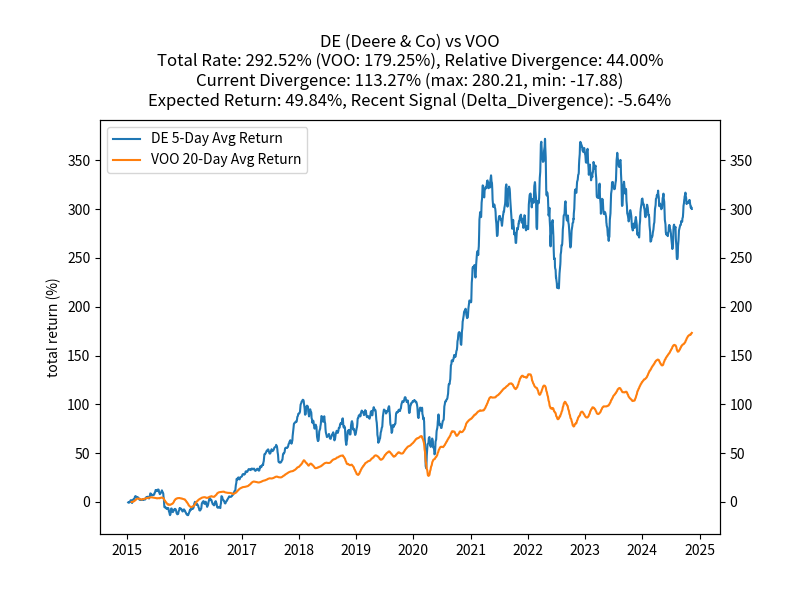 DE (Deere & Co) vs VOO
Total Rate: 292.52% (VOO: 179.25%), Relative Divergence: 44.00%
Current Divergence: 113.27% (max: 280.21, min: -17.88)
Expected Return: 49.84%, Recent Signal (Delta_Divergence): -5.64%
DE 5-Day Avg Return
VOO 20-Day Avg Return
total return (%)
350 350
300 300
250 250
200 200
150 150
100 100
50 50
0 0
2015 2016 2017 2018 2019 2020 2021 2022 2023 2024 2025